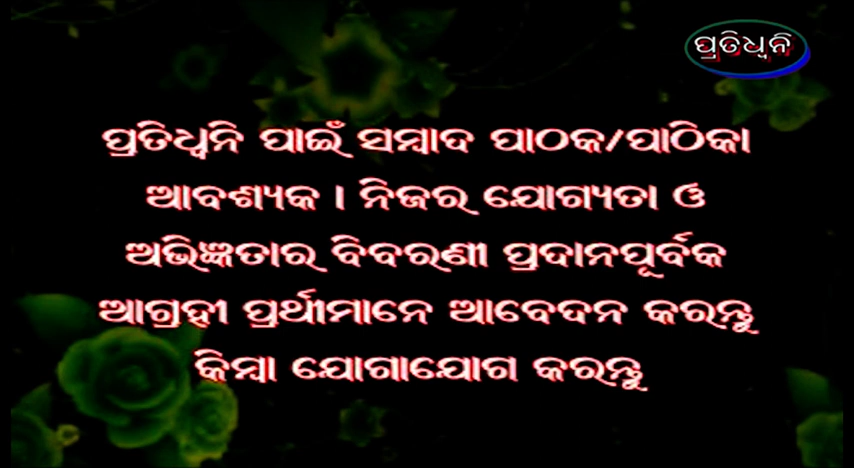 ପ୍ରତିଧ୍ୱନି
ପ୍ରତିଧ୍ୱନି ପାଇଁ ସମ୍ବାଦ ପାଠକ/ପାଠିକା
ଆବଶ୍ୟକ । ନିଜର ଯୋଗ୍ୟତା ଓ
ଅଭିଜ୍ଞତାର ବିବରଣୀ ପ୍ରଦାନପୂର୍ବକ
ଆଗ୍ରହୀ ପ୍ରର୍ଥୀମାନେ ଆବେଦନ କରନ୍ତୁ
କିମ୍ବା ଯୋଗାଯୋଗ କରନ୍ତୁ